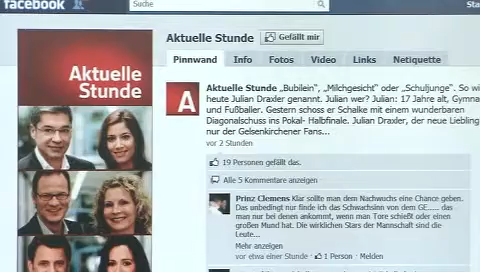 facebook
Suche
Sta
Aktuelle Stunde
Gefällt mir
Pinnwand Info Fotos Video Links Netiquette
Aktuelle
Stunde
A
Aktuelle Stunde „Bubilein“, „Milchgesicht“ oder „Schuljunge“. So wi
heute Julian Draxler genannt. Julian wer? Julian: 17 Jahre alt, Gymna
und Fußballer. Gestern schoss er Schalke mit einem wunderbaren
Diagonalschuss ins Pokal- Halbfinale. Julian Draxler, der neue Liebling
nur der Gelsenkirchener Fans...
vor 2 Stunden
19 Personen gefällt das.
Alle 5 Kommentare anzeigen
Prinz Clemens Klar sollte man dem Nachwuchs eine Chance geben.
Das unbedingt nur finde ich das Schwachsinn von dem GE..... das
man nur bei denen ankommt, wenn man Tore schießt oder einen
großen Mund hat. Die wirklichen Stars der Mannschaft sind die
Leute...
Mehr anzeigen
vor etwa einer Stunde · 1 Person · Melden